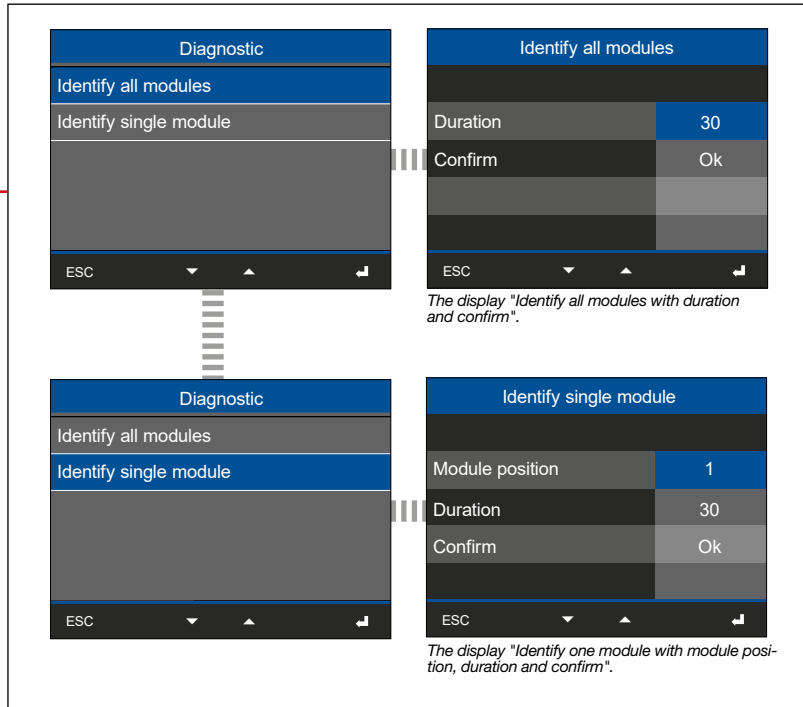 Diagnostic
Identify all modules
Identify single module
ESC
Identify all modules
Duration 30
Confirm Ok
ESC
The display "Identify all modules with duration
and confirm".
Diagnostic
Identify all modules
Identify single module
ESC
Identify single module
Module position 1
Duration 30
Confirm Ok
ESC
The display "Identify one module with module posi-
tion, duration and confirm".